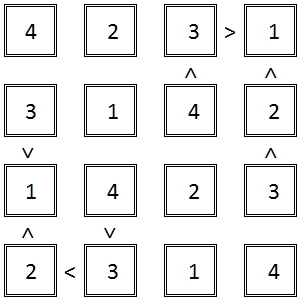 4 2 3 > 1
^ ^
3 1 4 2
v ^
1 4 2 3
^ v
2 < 3 1 4